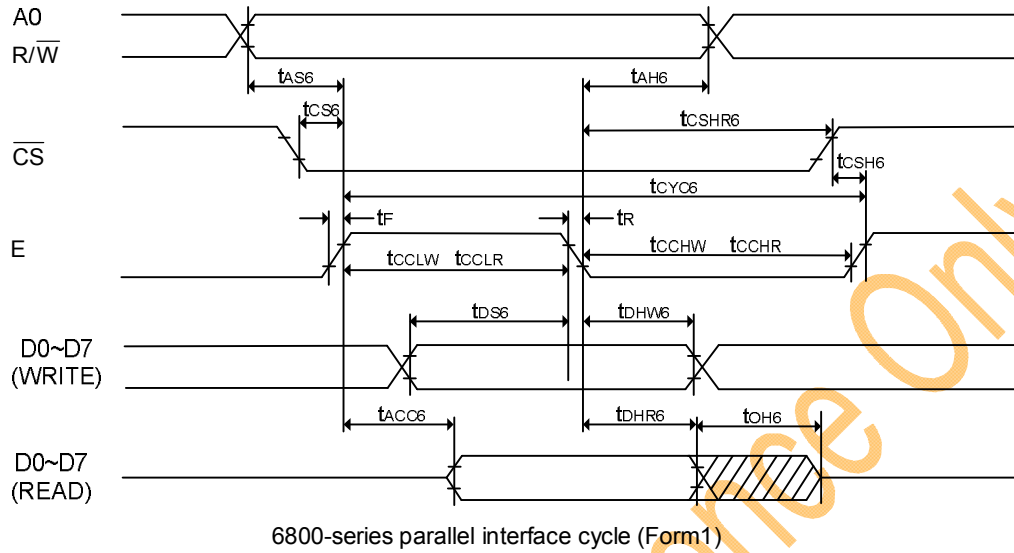 A0
R/W̅
tAS6
tAH6
tCS6
tCSHR6
C̅S̅
tCSH6
tCYC6
tF
tR
E
tCCLW tCCLR
tCCHW tCCHR
tDS6
tDHW6
D0~D7
(WRITE)
tACC6
tDHR6
tOH6
D0~D7
(READ)
6800-series parallel interface cycle (Form1)